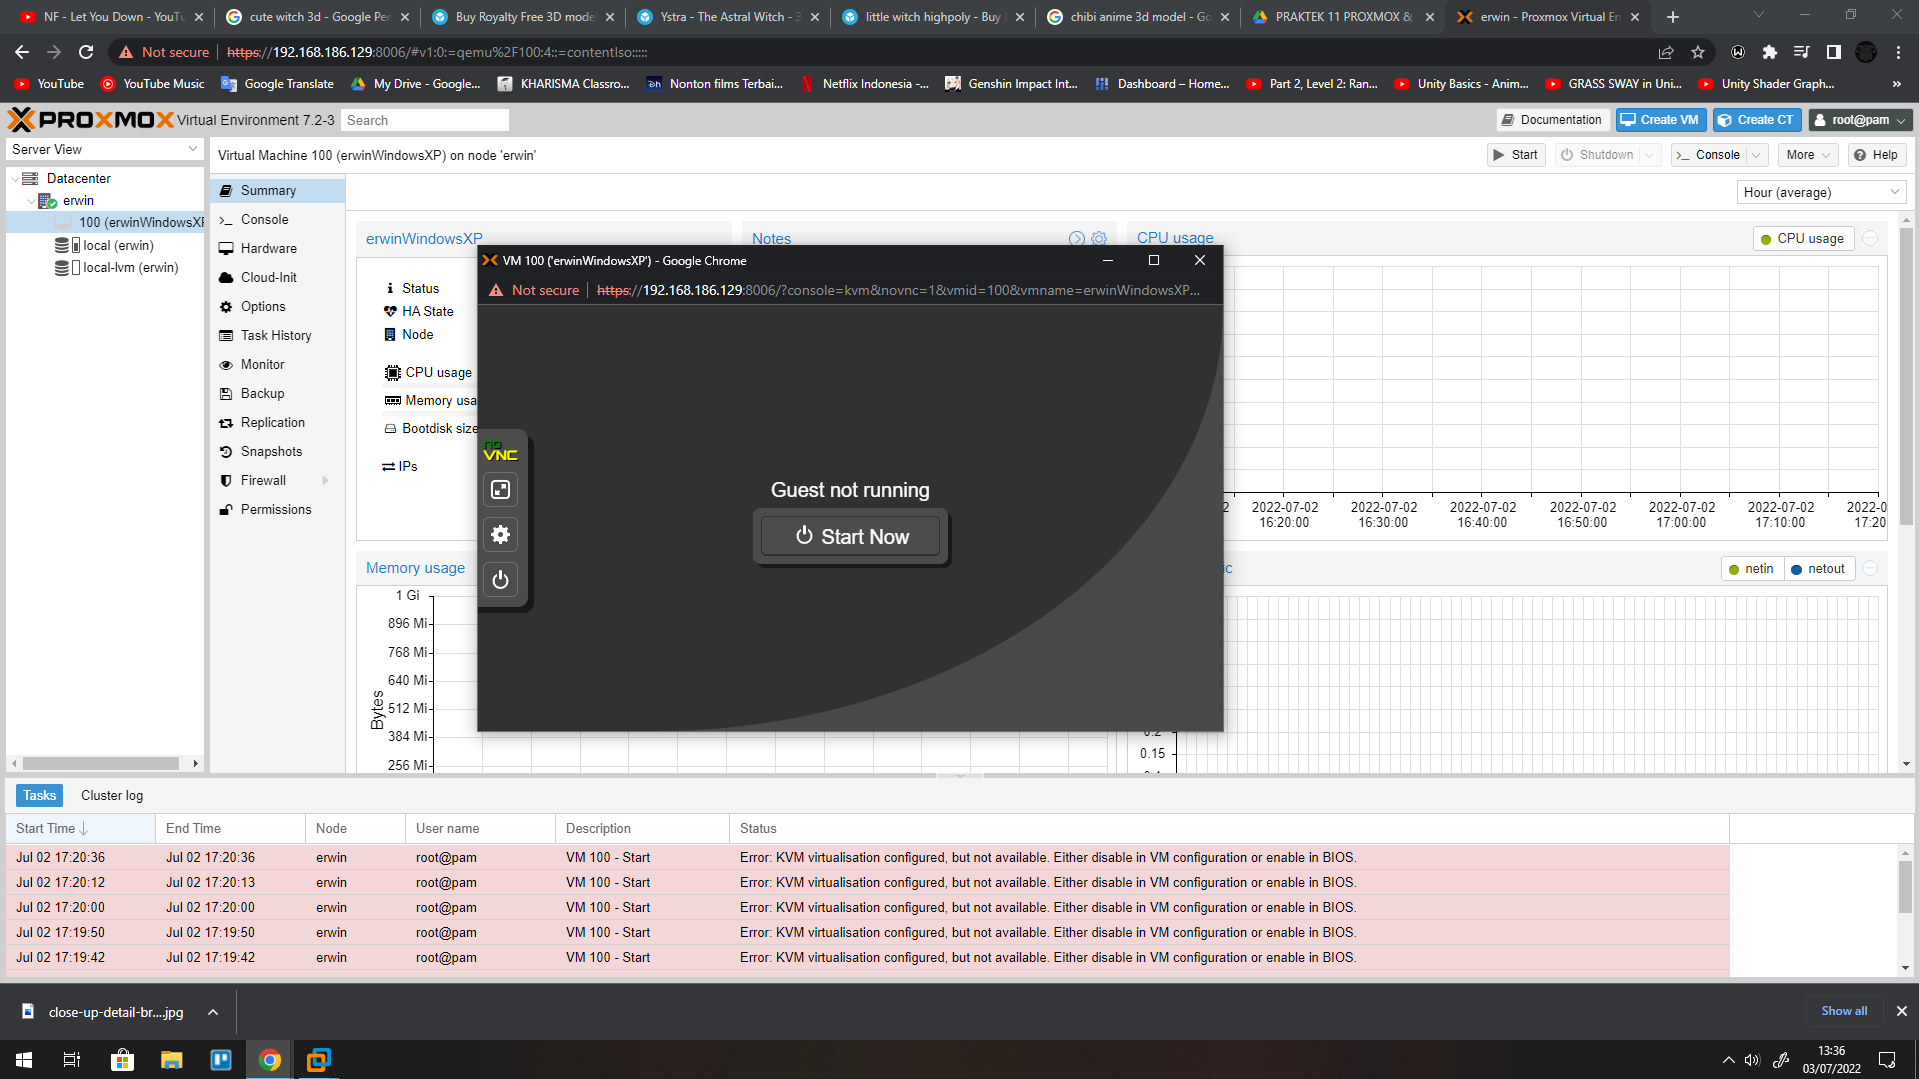 NF - Let You Down - YouTu
cute witch 3d - Google Per
Buy Royalty Free 3D mode
Ystra - The Astral Witch - 3
little witch highpoly - Buy
chibi anime 3d model - Go
PRAKTEK 11 PROXMOX &
erwin - Proxmox Virtual En
Not secure
https://192.168.186.129:8006/#v1:0:=qemu%2F100:4::=contentIso:::::
YouTube
YouTube Music
Google Translate
My Drive - Google...
KHARISMA Classro...
Nonton films Terbai...
Netflix Indonesia -...
Genshin Impact Int...
Dashboard – Home...
Part 2, Level 2: Ran...
Unity Basics - Anim...
GRASS SWAY in Uni...
Unity Shader Graph...
»
PROXMOX Virtual Environment 7.2-3
Search
Documentation
Create VM
Create CT
root@pam
Server View
Virtual Machine 100 (erwinWindowsXP) on node 'erwin'
Start
Shutdown
Console
More
Help
Datacenter
erwin
100 (erwinWindowsXP
local (erwin)
local-lvm (erwin)
Summary
Console
Hardware
Cloud-Init
Options
Task History
Monitor
Backup
Replication
Snapshots
Firewall
Permissions
Hour (average)
erwinWindowsXP
Notes
CPU usage
CPU usage
Status
HA State
Node
CPU usage
Memory usa
Bootdisk size
IPs
VM 100 ('erwinWindowsXP') - Google Chrome
Not secure
https://192.168.186.129:8006/?console=kvm&novnc=1&vmid=100&vmname=erwinWindowsXP...
no
VNC
Guest not running
Start Now
2
2022-07-02
16:20:00
2022-07-02
16:30:00
2022-07-02
16:40:00
2022-07-02
16:50:00
2022-07-02
17:00:00
2022-07-02
17:10:00
2022-0
17:20
Memory usage
ic
netin
netout
Bytes
1 Gi
896 Mi
768 Mi
640 Mi
512 Mi
384 Mi
256 Mi
0.2
0.15
Tasks
Cluster log
Start Time
End Time
Node
User name
Description
Status
Jul 02 17:20:36
Jul 02 17:20:36
erwin
root@pam
VM 100 - Start
Error: KVM virtualisation configured, but not available. Either disable in VM configuration or enable in BIOS.
Jul 02 17:20:12
Jul 02 17:20:13
erwin
root@pam
VM 100 - Start
Error: KVM virtualisation configured, but not available. Either disable in VM configuration or enable in BIOS.
Jul 02 17:20:00
Jul 02 17:20:00
erwin
root@pam
VM 100 - Start
Error: KVM virtualisation configured, but not available. Either disable in VM configuration or enable in BIOS.
Jul 02 17:19:50
Jul 02 17:19:50
erwin
root@pam
VM 100 - Start
Error: KVM virtualisation configured, but not available. Either disable in VM configuration or enable in BIOS.
Jul 02 17:19:42
Jul 02 17:19:42
erwin
root@pam
VM 100 - Start
Error: KVM virtualisation configured, but not available. Either disable in VM configuration or enable in BIOS.
close-up-detail-br....jpg
Show all
13:36
03/07/2022